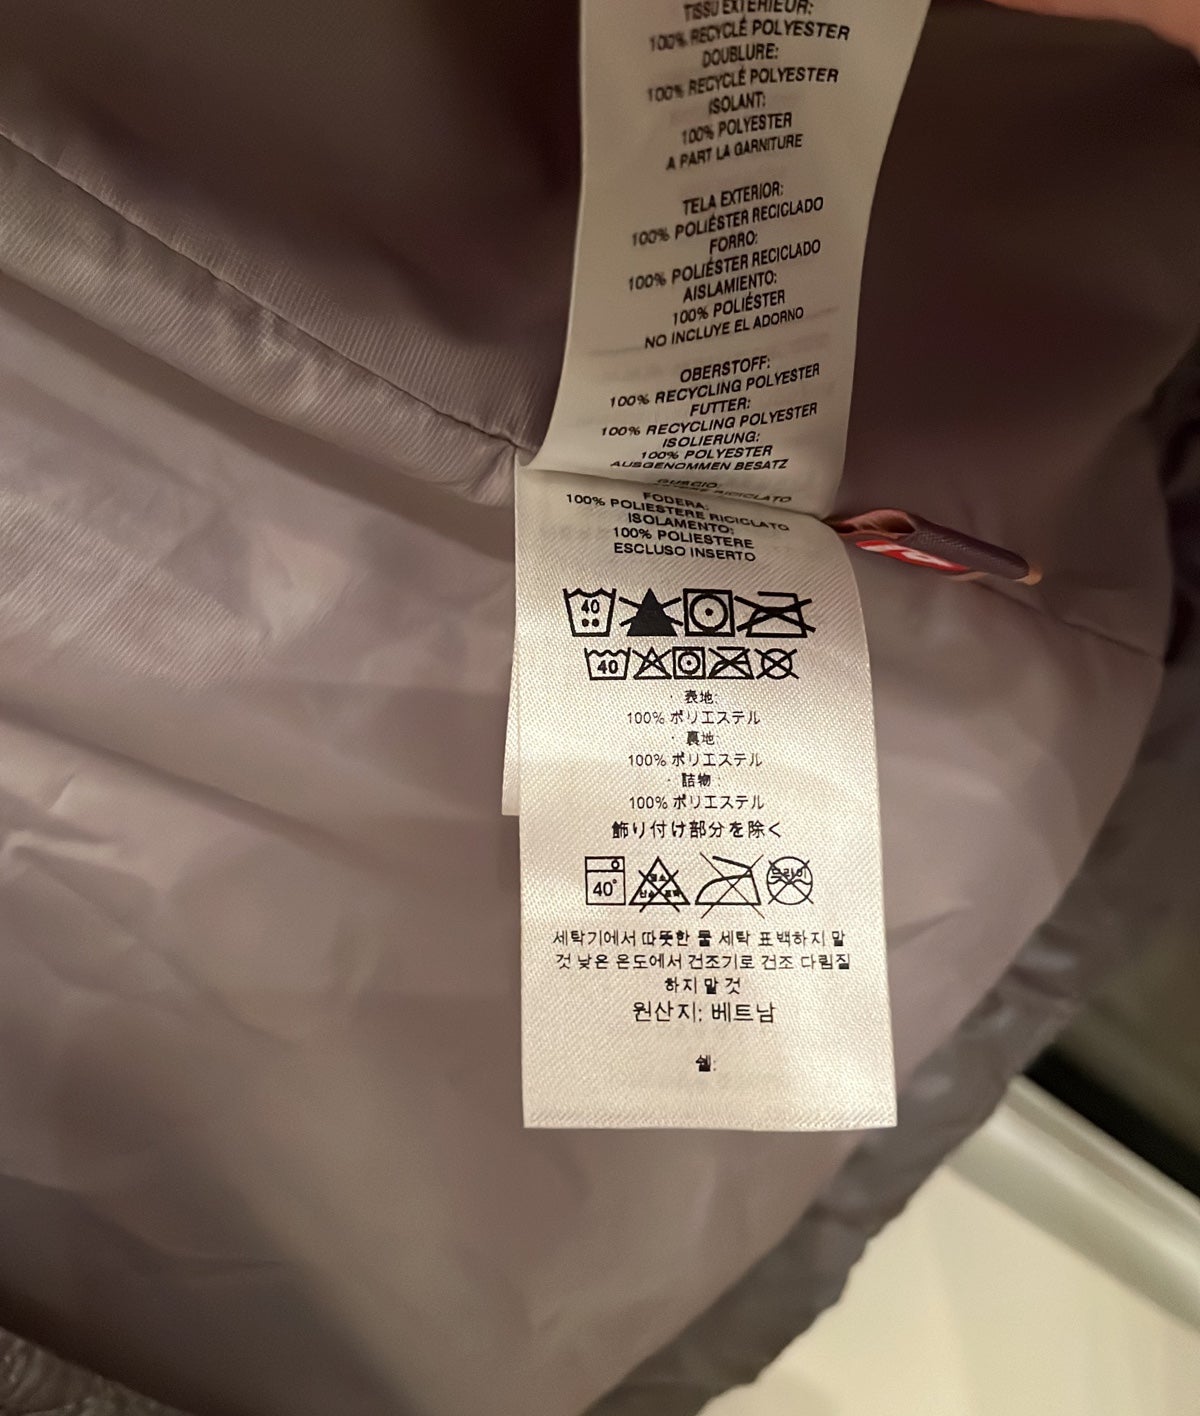 TISSU EXTÉRIEUR:
100% RECYCLÉ POLYESTER
DOUBLURE:
100% RECYCLÉ POLYESTER
ISOLANT:
100% POLYESTER
A PART LA GARNITURE
TELA EXTERIOR:
100% POLIÉSTER RECICLADO
FORRO:
100% POLIÉSTER RECICLADO
AISLAMIENTO:
100% POLIÉSTER
NO INCLUYE EL ADORNO
OBERSTOFF:
100% RECYCLING POLYESTER
FUTTER:
100% RECYCLING POLYESTER
ISOLIERUNG:
100% POLYESTER
AUSGENOMMEN BESATZ
GUSCIO:
RICICLATO
FODERA:
100% POLIESTERE RICICLATO
ISOLAMENTO:
100% POLIESTERE
ESCLUSO INSERTO
40
40
表地:
100% ポリエステル
裏地:
100% ポリエステル
詰物
100% ポリエステル
飾り付け部分を除く
40°
드라이
세탁기에서 따뜻한 물 세탁 표백하지 말
것 낮은 온도에서 건조기로 건조 다림질
하지 말 것
원산지: 베트남
쉘: